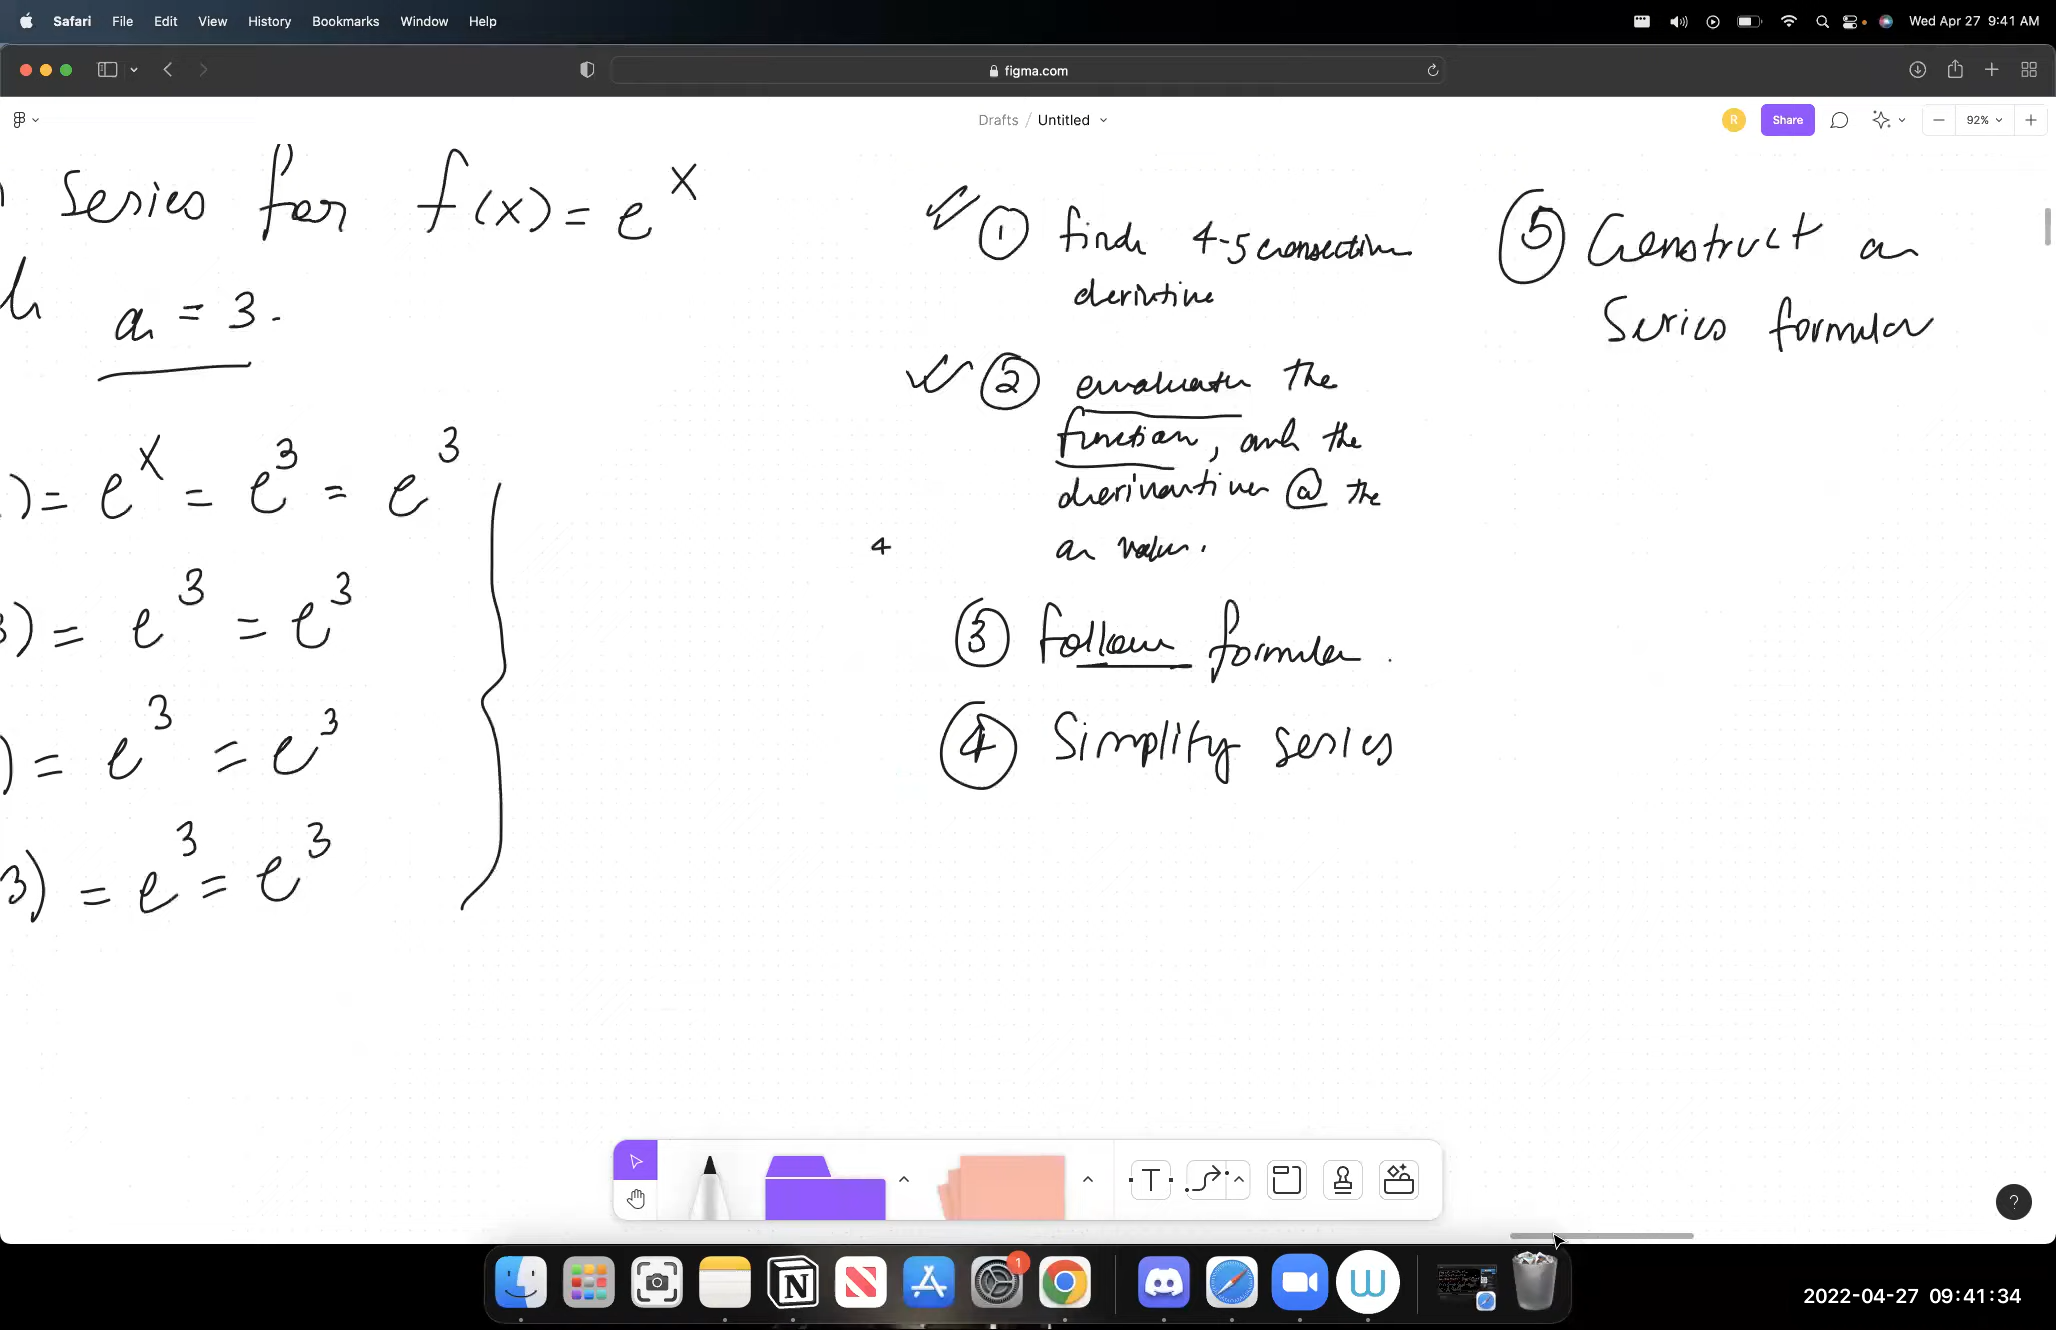 Safari File Edit View History Bookmarks Window Help
Wed Apr 27 9:41 AM
figma.com
Drafts / Untitled
R
Share
92%
Series for f(x) = e^x
a = 3.
) = e^x = e^3 = e^3
3) = e^3 = e^3
) = e^3 = e^3
3) = e^3 = e^3
4
① find 4-5 consective
derivtive
② evaluate the
function, and the
derivative @ the
a value.
③ follow formula.
④ Simplify series
⑤ Construct a
Series formula
T
?
1
N
W
2022-04-27 09:41:34